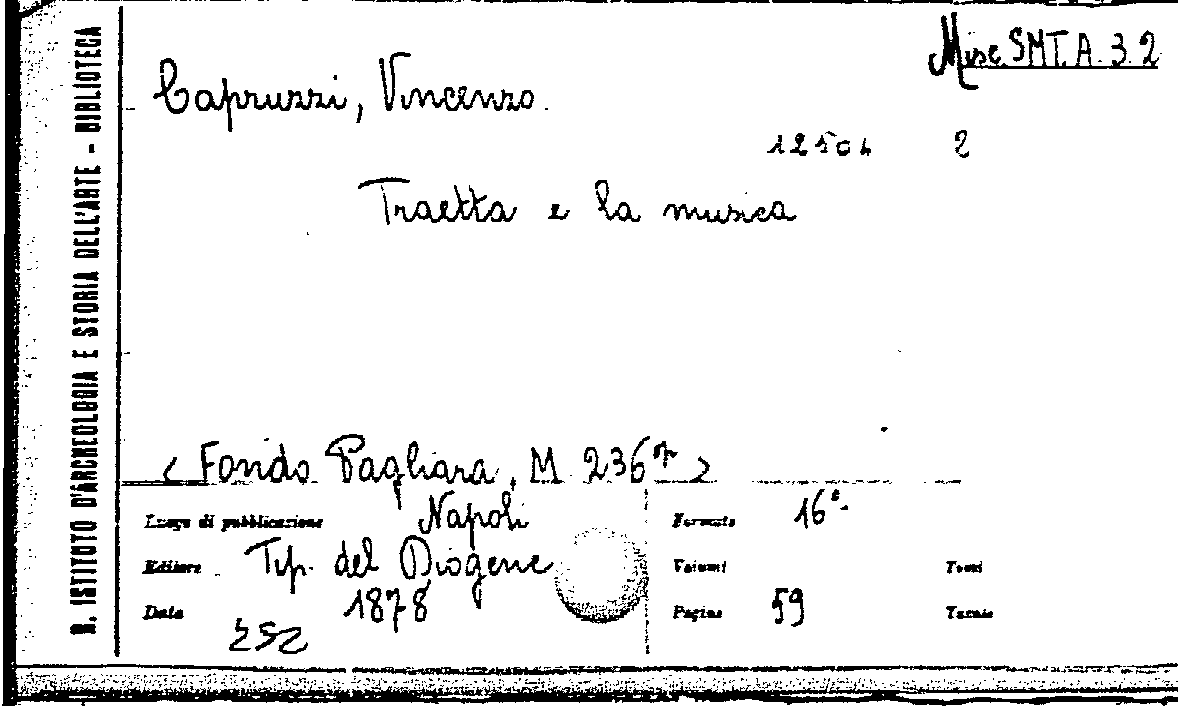 R. ISTITUTO D'ARCHEOLOGIA E STORIA DELL'ARTE - BIBLIOTECA
Misc. SMT. A. 3. 2
Capruzzi, Vincenzo.
12504 2
Traetta e la musica
< Fondo Pagliara, M. 236 >
Luogo di pubblicazione Napoli
Formato 16°.
Editore Tip. del Diogene
Volumi
Tomi
Data 1878
Pagine 59
Tavole
252